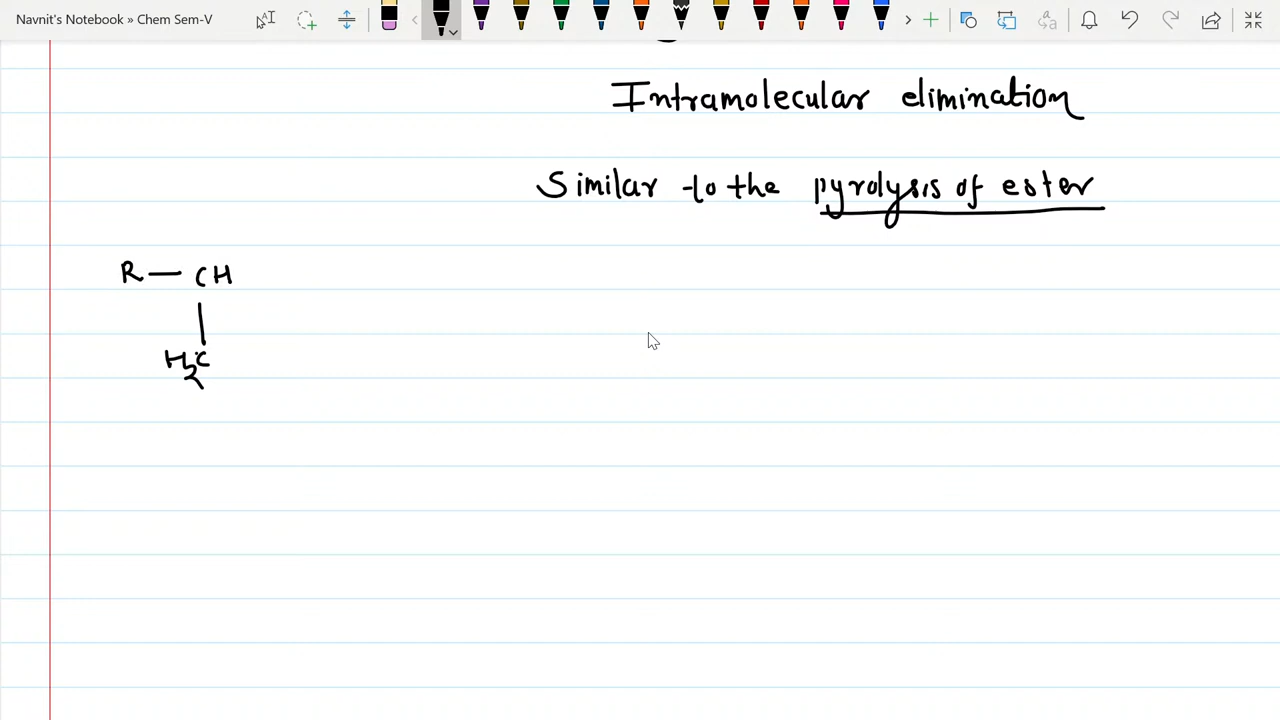 Navnit's Notebook » Chem Sem-V
Intramolecular elimination
Similar to the pyrolysis of ester
R — CH
|
H₂C